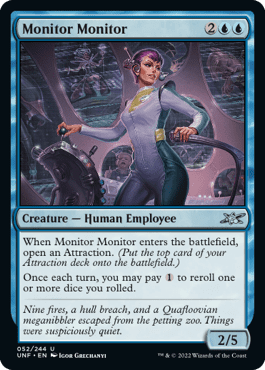 Monitor Monitor 2
Creature — Human Employee
When Monitor Monitor enters the battlefield,
open an Attraction. (Put the top card of your
Attraction deck onto the battlefield.)
Once each turn, you may pay 1 to reroll one
or more dice you rolled.
Nine fires, a hull breach, and a Quafloovian
meganibbler escaped from the petting zoo. Things
were suspiciously quiet.
2/5
052/244 U
UNF • EN Igor Grechanyi
™ & © 2022 Wizards of the Coast